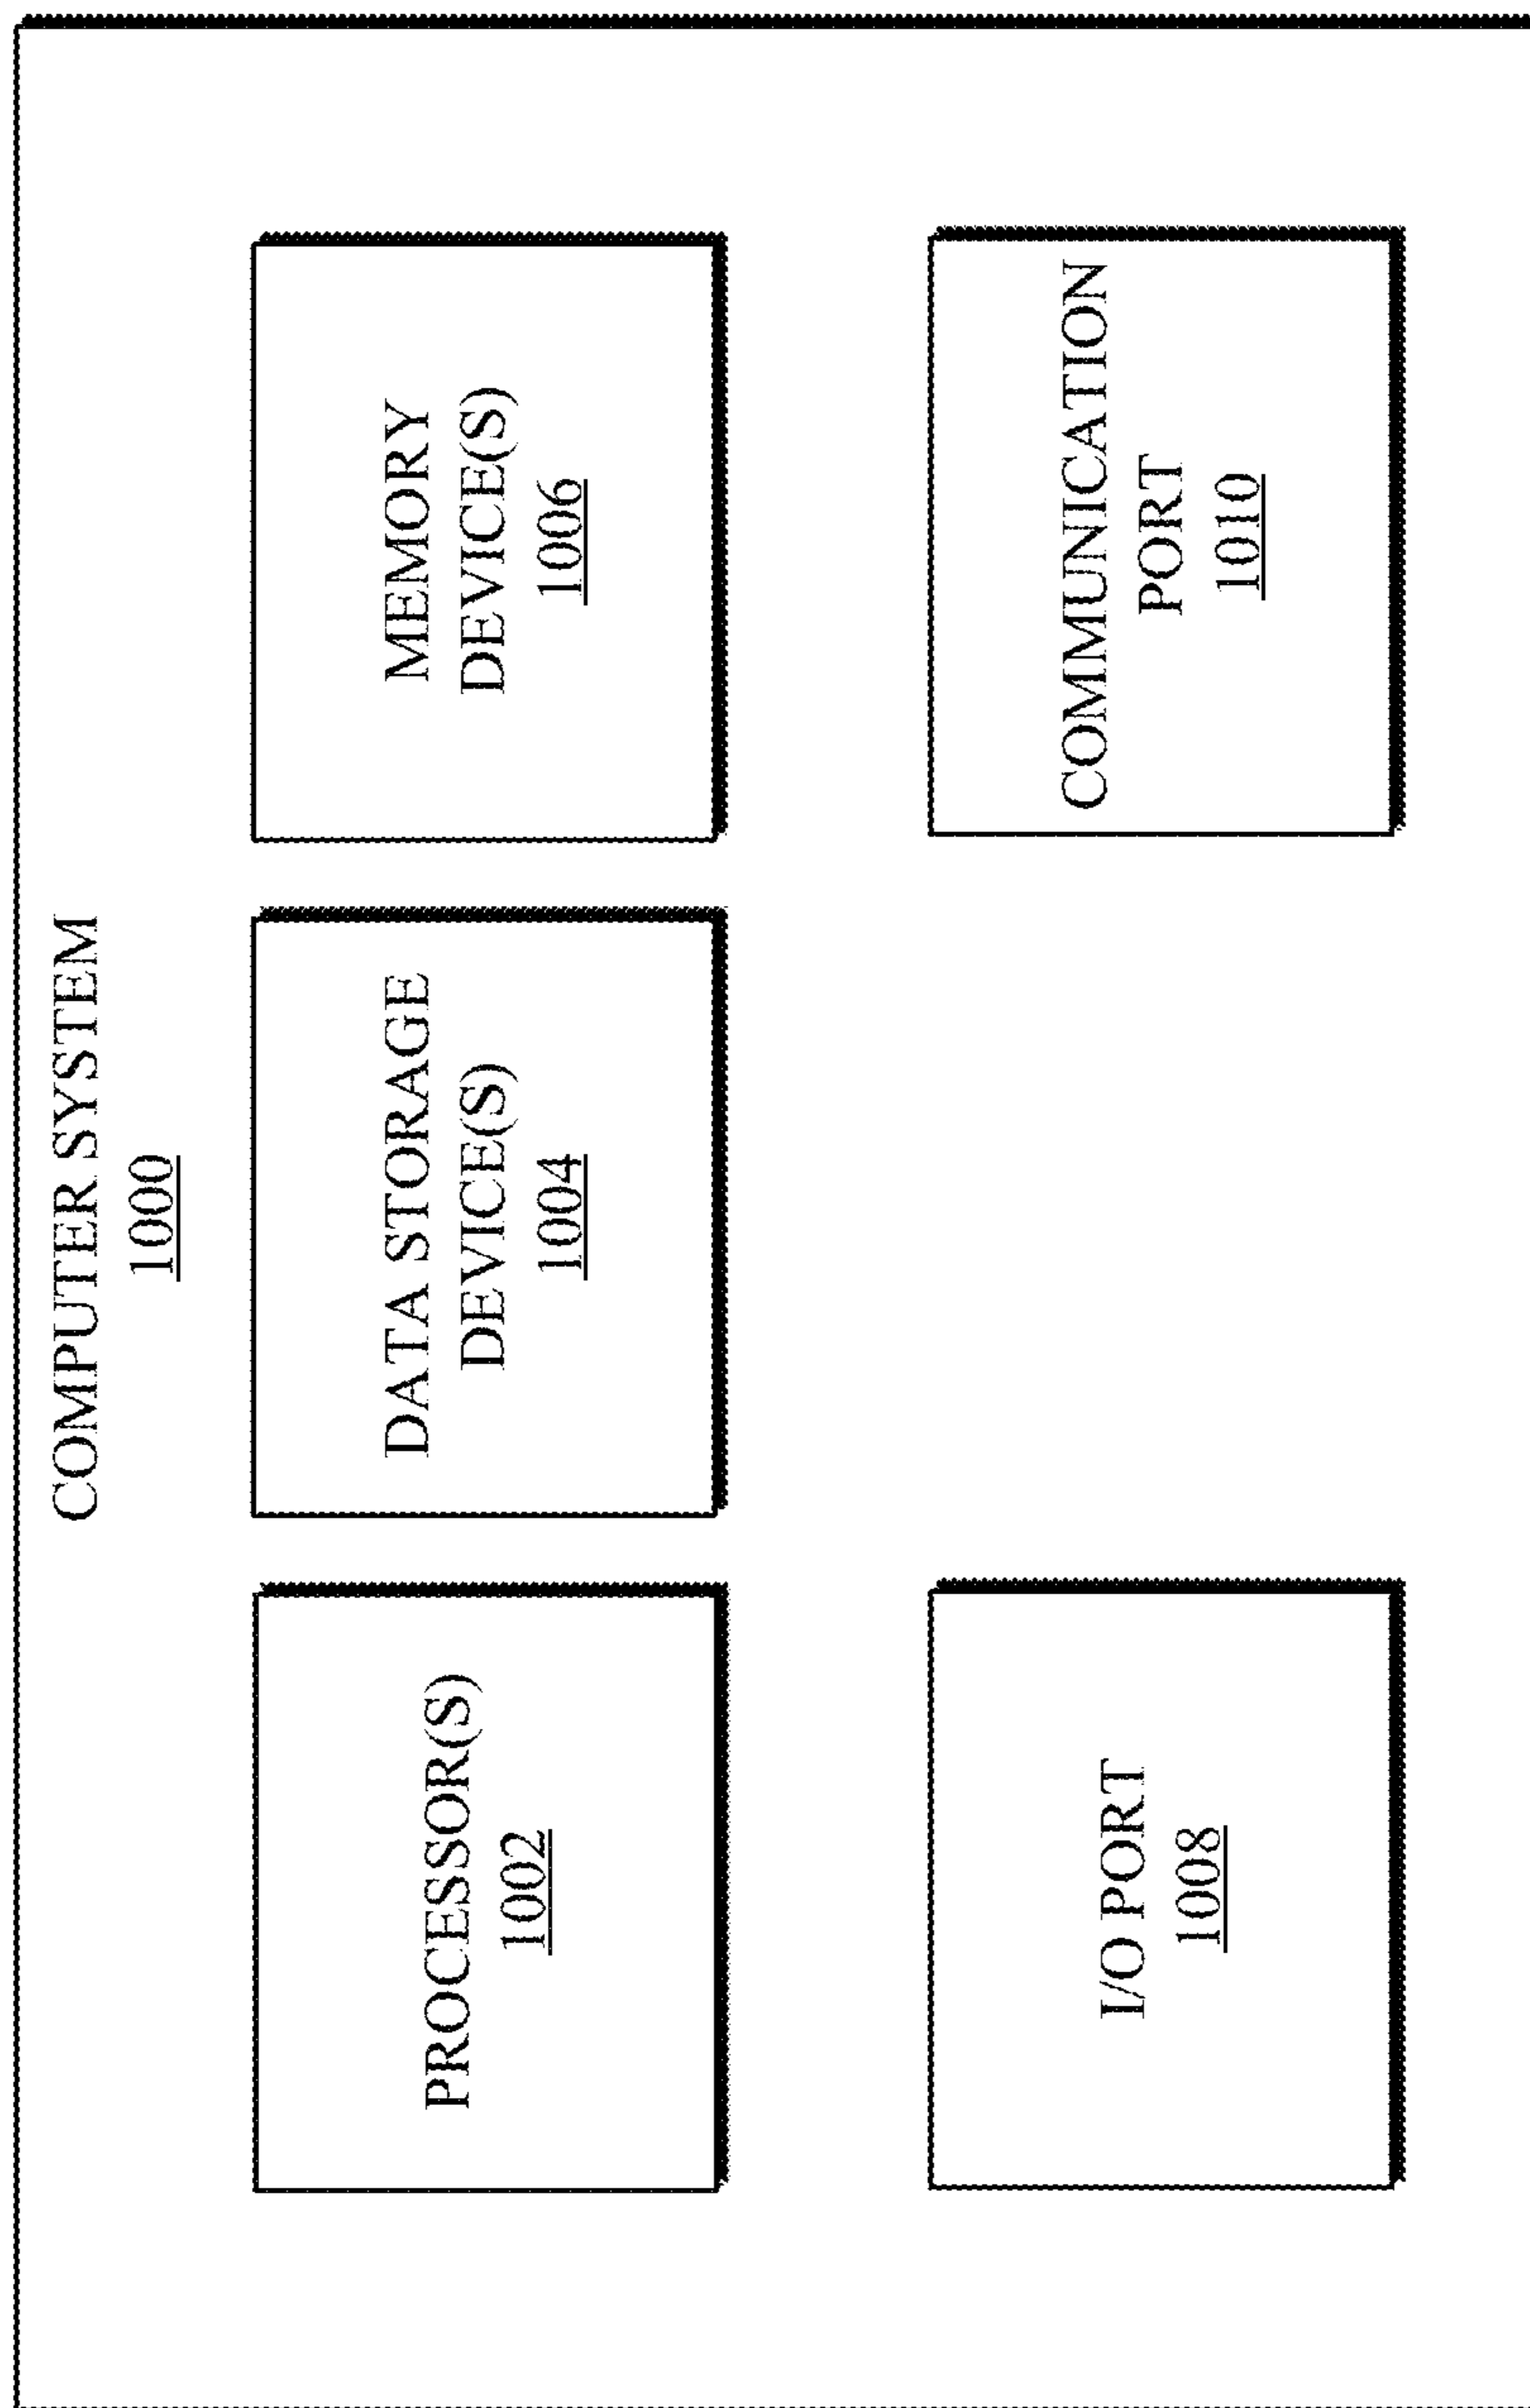 COMPUTER SYSTEM
1000
PROCESSOR(S)
1002
DATA STORAGE
DEVICE(S)
1004
MEMORY
DEVICE(S)
1006
I/O PORT
1008
COMMUNICATION
PORT
1010